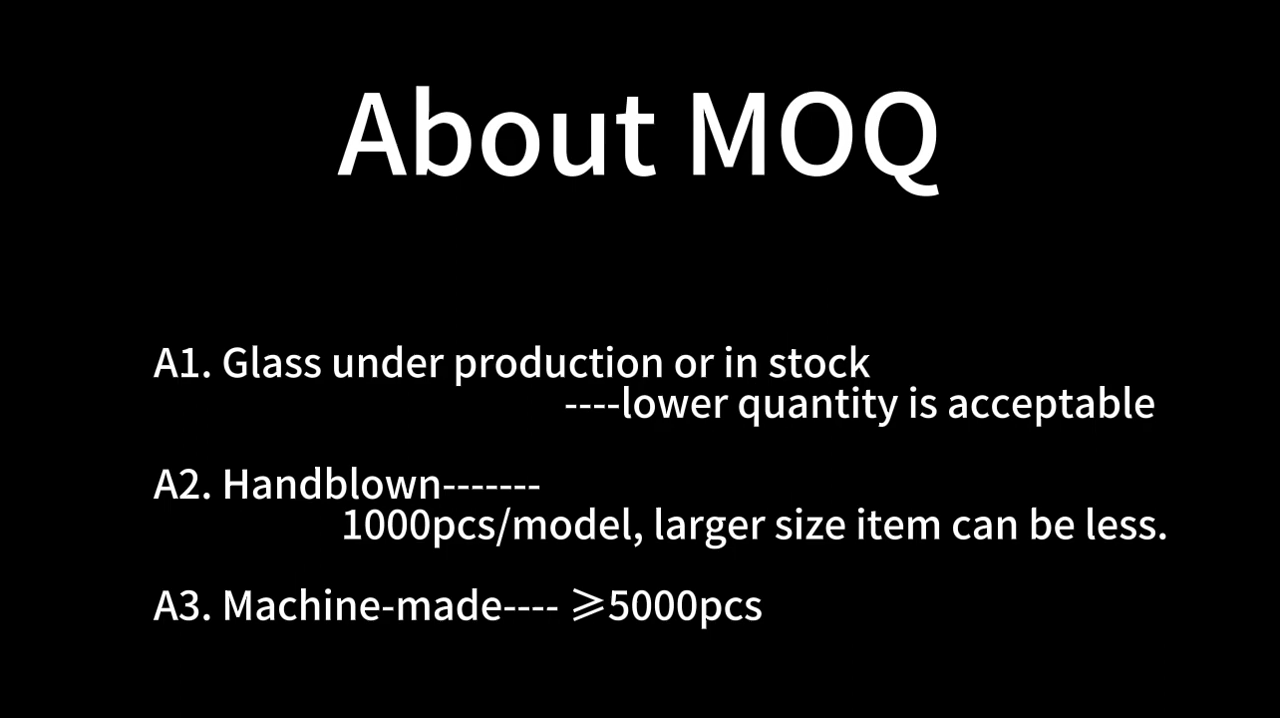 About MOQ
A1. Glass under production or in stock
----lower quantity is acceptable
A2. Handblown-------
1000pcs/model, larger size item can be less.
A3. Machine-made---- ⩾5000pcs